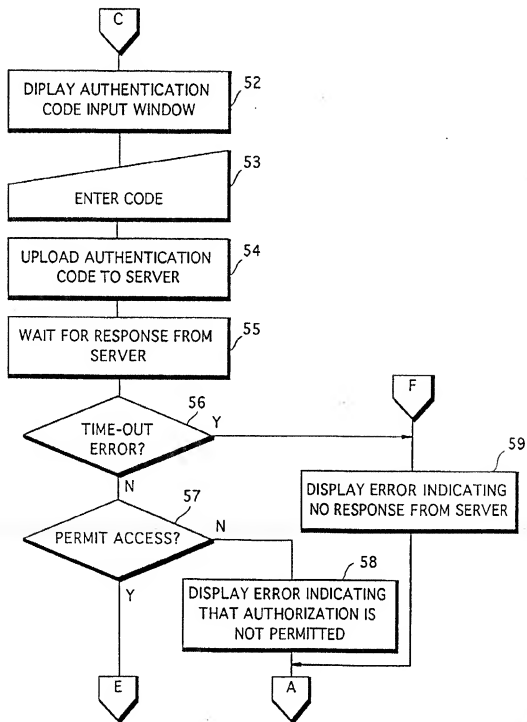 C
DIPLAY AUTHENTICATION
CODE INPUT WINDOW
52
53
ENTER CODE
UPLOAD AUTHENTICATION
CODE TO SERVER
54
WAIT FOR RESPONSE FROM
SERVER
55
56
TIME-OUT
ERROR?
Y
N
F
59
DISPLAY ERROR INDICATING
NO RESPONSE FROM SERVER
57
PERMIT ACCESS?
N
Y
58
DISPLAY ERROR INDICATING
THAT AUTHORIZATION IS
NOT PERMITTED
E
A